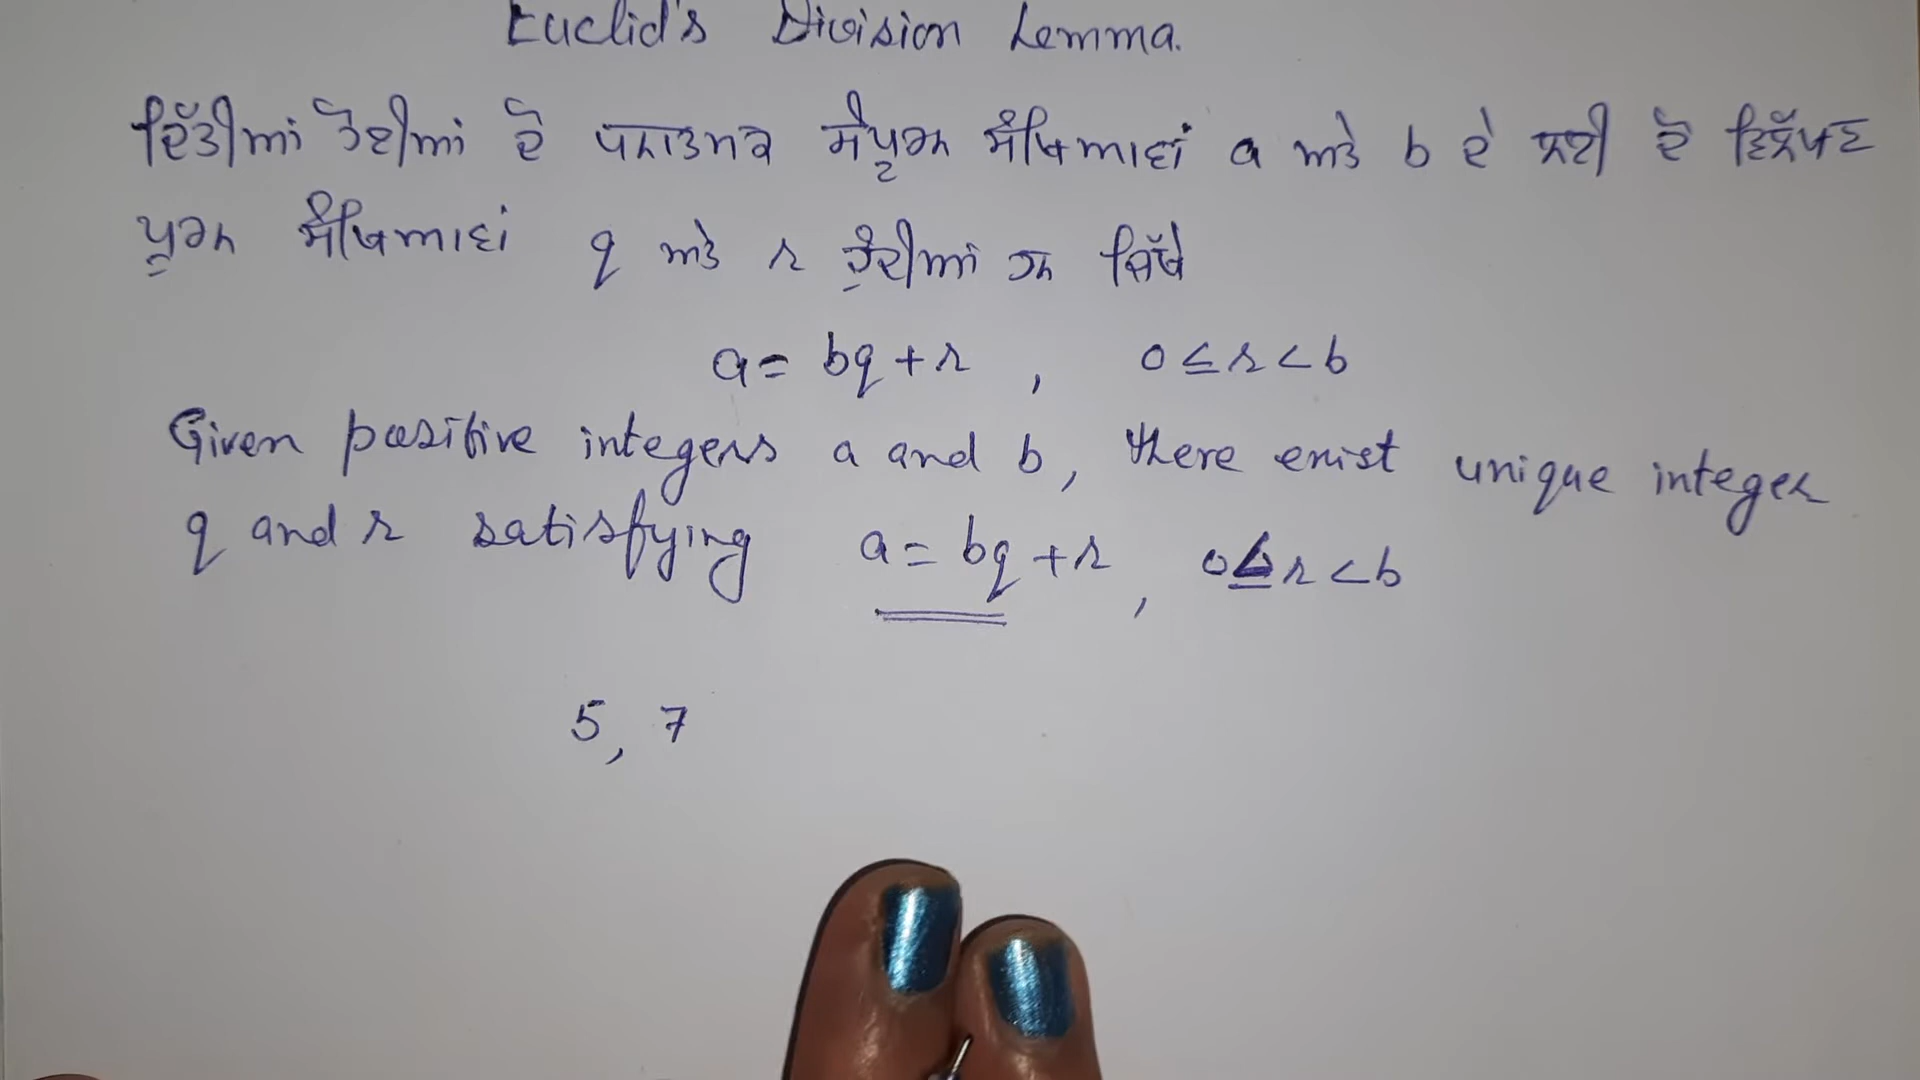 Euclid's Division Lemma.
ਦਿੱਤੀਆਂ ਹੋਈਆਂ ਦੋ ਧਨਾਤਮਕ ਸੰਪੂਰਨ ਸੰਖਿਆਵਾਂ a ਅਤੇ b ਦੇ ਲਈ ਦੋ ਵਿਲੱਖਣ
ਪੂਰਨ ਸੰਖਿਆਵਾਂ q ਅਤੇ r ਹੁੰਦੀਆਂ ਹਨ ਜਿੱਥੇ
a = bq + r , 0 ≤ r < b
Given positive integers a and b, there exist unique integer
q and r satisfying a = bq + r , 0 ≤ r < b
5, 7